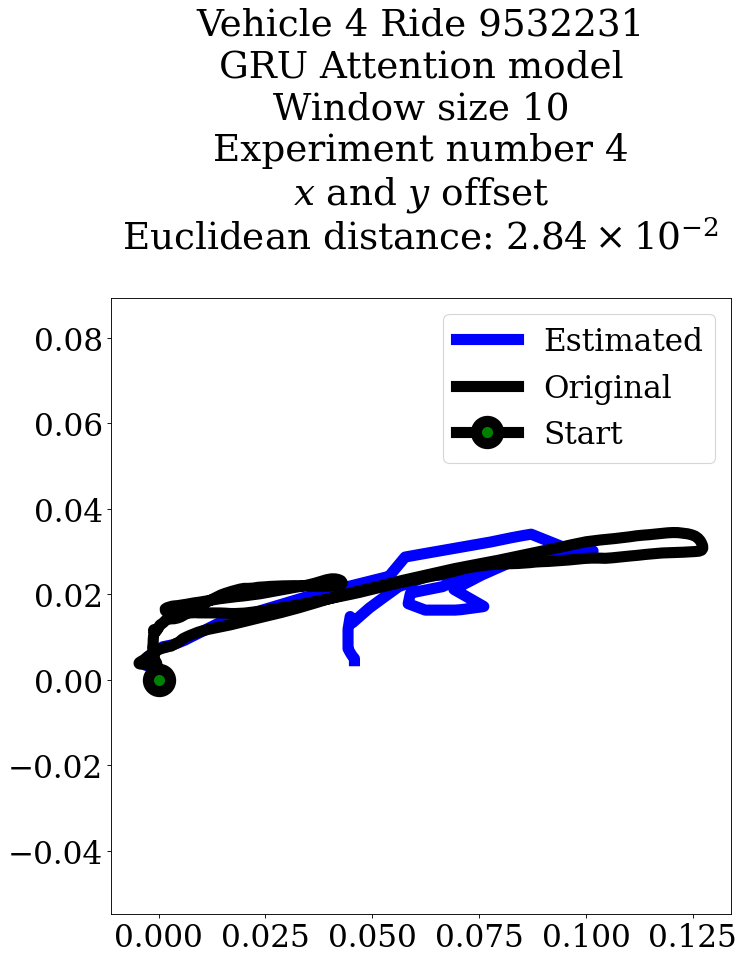 Vehicle 4 Ride 9532231
GRU Attention model
Window size 10
Experiment number 4
x and y offset
Euclidean distance: 2.84 × 10⁻²
Estimated
Original
Start
0.08
0.06
0.04
0.02
0.00
−0.02
−0.04
0.000 0.025 0.050 0.075 0.100 0.125